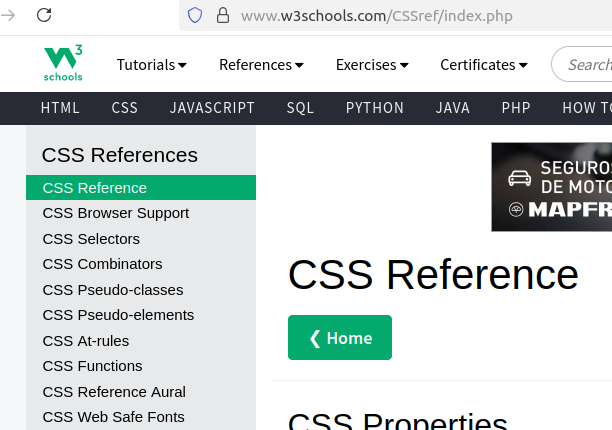 www.w3schools.com/CSSref/index.php
3
schools
Tutorials References Exercises Certificates Search
HTML CSS JAVASCRIPT SQL PYTHON JAVA PHP HOW TO
CSS References
CSS Reference
CSS Browser Support
CSS Selectors
CSS Combinators
CSS Pseudo-classes
CSS Pseudo-elements
CSS At-rules
CSS Functions
CSS Reference Aural
CSS Web Safe Fonts
SEGUROS
DE MOTO
MAPFR
CSS Reference
❮ Home
CSS Properties